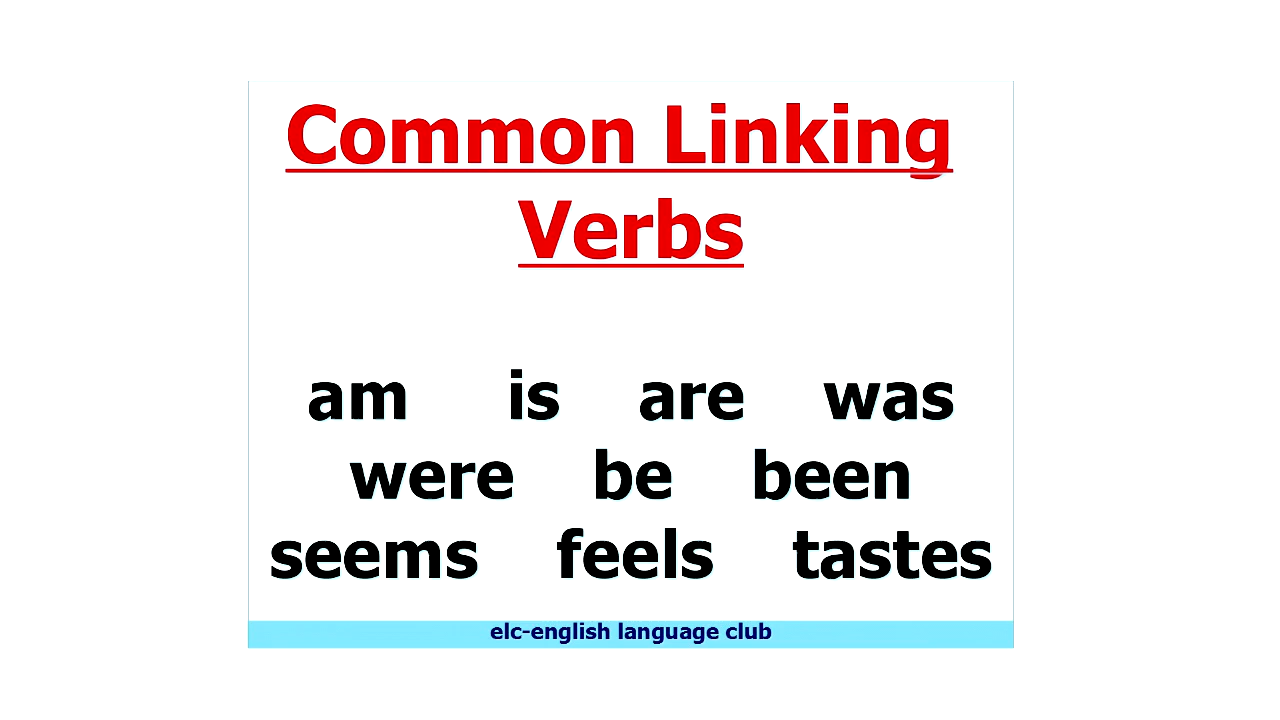 Common Linking
Verbs
am is are was
were be been
seems feels tastes
elc-english language club